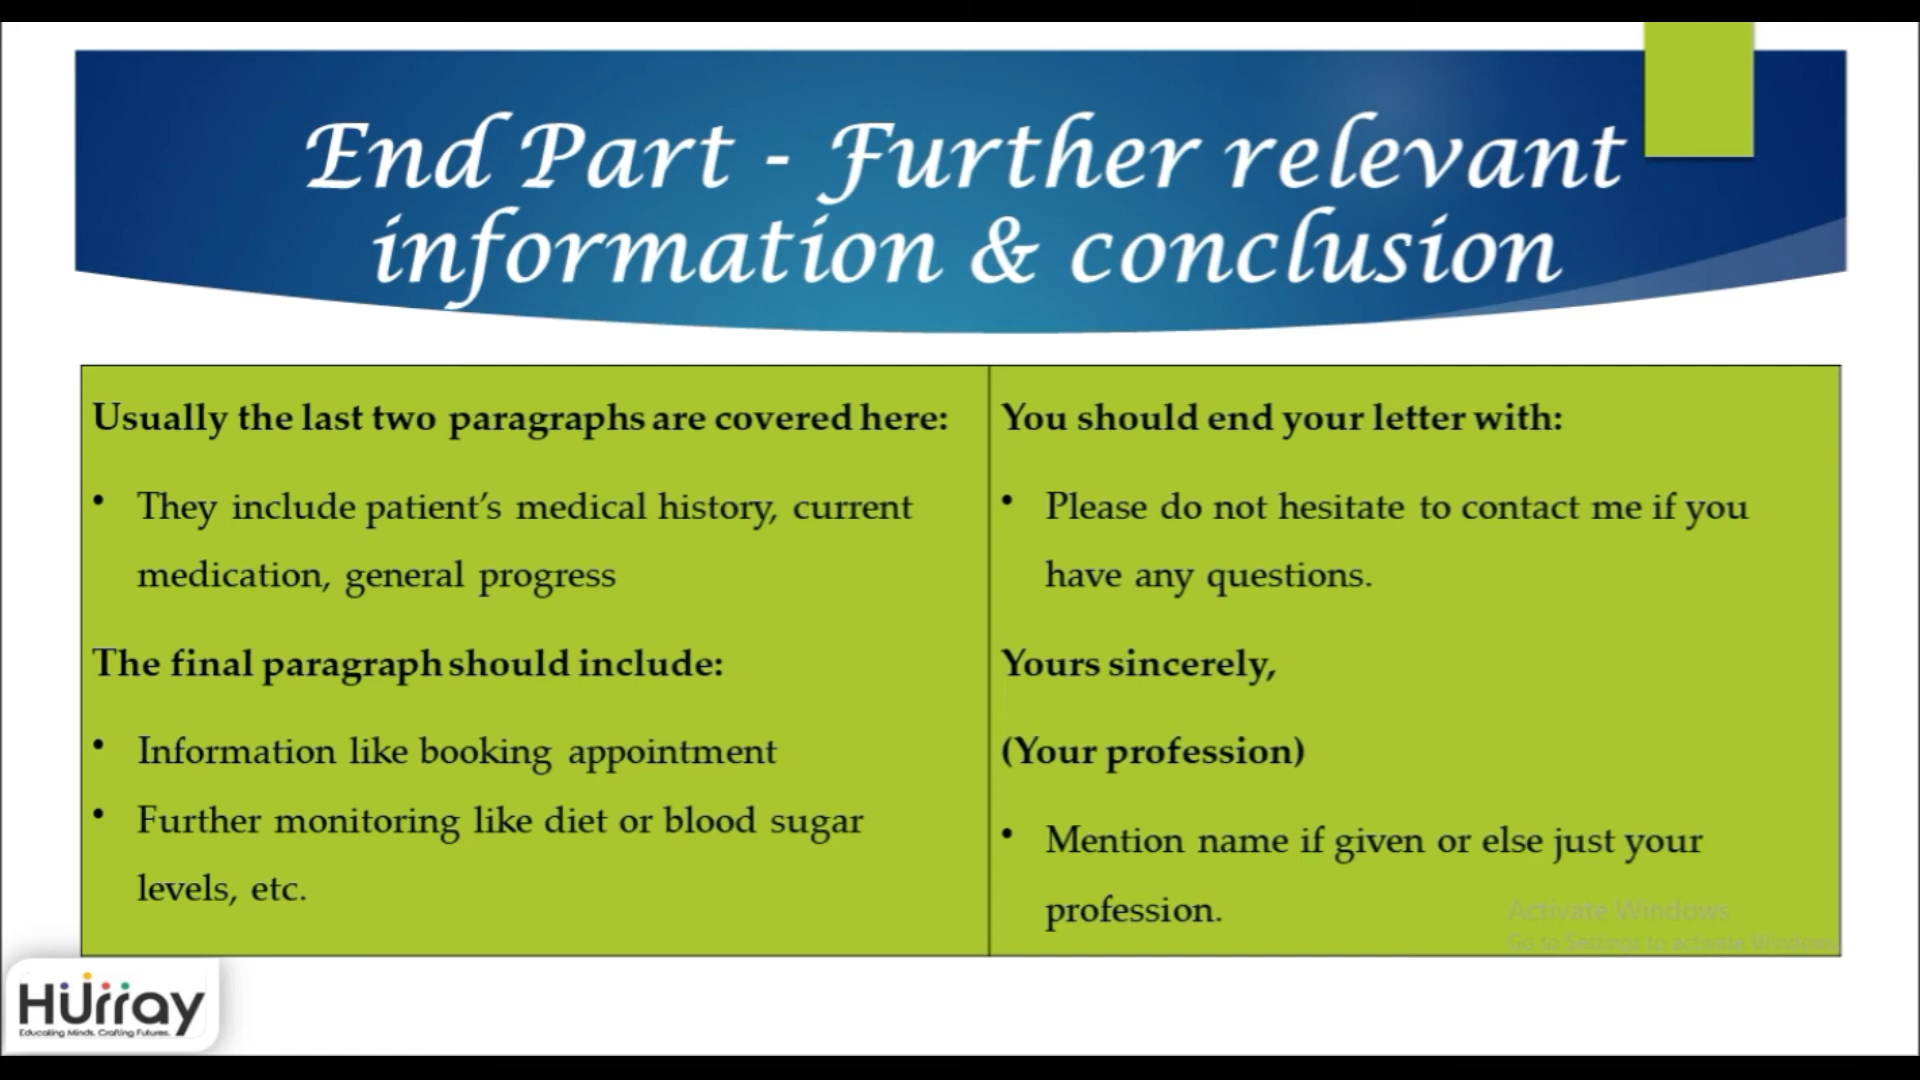 End Part - Further relevant
information & conclusion
Usually the last two paragraphs are covered here:
• They include patient's medical history, current
medication, general progress
The final paragraph should include:
• Information like booking appointment
• Further monitoring like diet or blood sugar
levels, etc.
You should end your letter with:
• Please do not hesitate to contact me if you
have any questions.
Yours sincerely,
(Your profession)
• Mention name if given or else just your
profession.
Activate Windows
Go to Settings to activate Windows.
Hurray
Educating Minds. Crafting Futures.